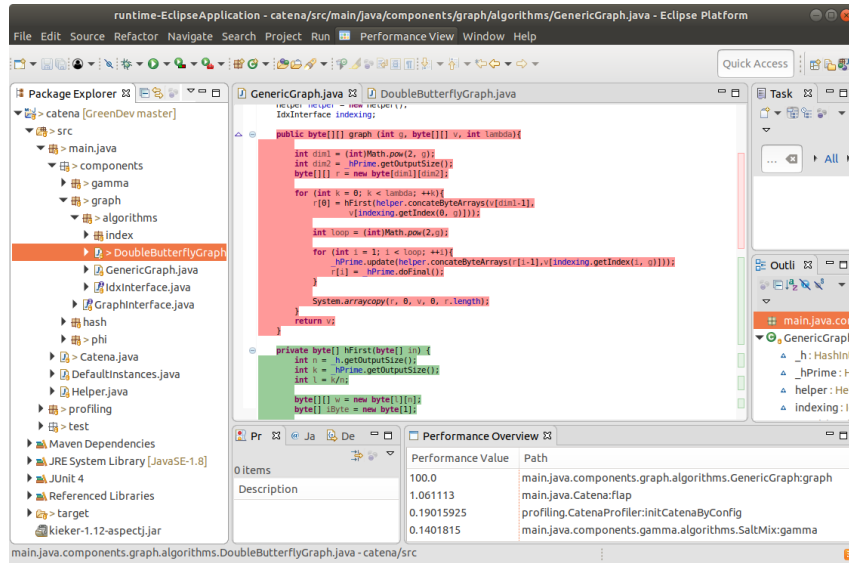 runtime-EclipseApplication - catena/src/main/java/components/graph/algorithms/GenericGraph.java - Eclipse Platform
File Edit Source Refactor Navigate Search Project Run Performance View Window Help
Quick Access
Package Explorer
catena [GreenDev master]
> src
> main.java
> components
> gamma
> graph
> algorithms
index
> DoubleButterflyGraph
GenericGraph.java
IdxInterface.java
GraphInterface.java
hash
> phi
> Catena.java
DefaultInstances.java
Helper.java
> profiling
> test
Maven Dependencies
JRE System Library [JavaSE-1.8]
JUnit 4
Referenced Libraries
> target
kieker-1.12-aspectj.jar
GenericGraph.java DoubleButterflyGraph.java
Helper helper = new Helper();
IdxInterface indexing;
public byte[][] graph (int g, byte[][] v, int lambda){
int dim1 = (int)Math.pow(2, g);
int dim2 = _hPrime.getOutputSize();
byte[][] r = new byte[dim1][dim2];
for (int k = 0; k < lambda; ++k){
r[0] = hFirst(helper.concateByteArrays(v[dim1-1],
v[indexing.getIndex(0, g)]));
int loop = (int)Math.pow(2,g);
for (int i = 1; i < loop; ++i){
_hPrime.update(helper.concateByteArrays(r[i-1],v[indexing.getIndex(i, g)]));
r[i] = _hPrime.doFinal();
}
System.arraycopy(r, 0, v, 0, r.length);
}
return v;
}
private byte[] hFirst(byte[] in) {
int n = _h.getOutputSize();
int k = _hPrime.getOutputSize();
int l = k/n;
byte[][] w = new byte[l][n];
byte[] iByte = new byte[1];
Task
...
All
Outli
main.java.co
GenericGraph
_h : HashIn
_hPrime : H
helper : He
indexing : I
Pr Ja De
0 items
Description
Performance Overview
Performance Value Path
100.0 main.java.components.graph.algorithms.GenericGraph:graph
1.061113 main.java.Catena:flap
0.19015925 profiling.CatenaProfiler:initCatenaByConfig
0.1401815 main.java.components.gamma.algorithms.SaltMix:gamma
main.java.components.graph.algorithms.DoubleButterflyGraph.java - catena/src